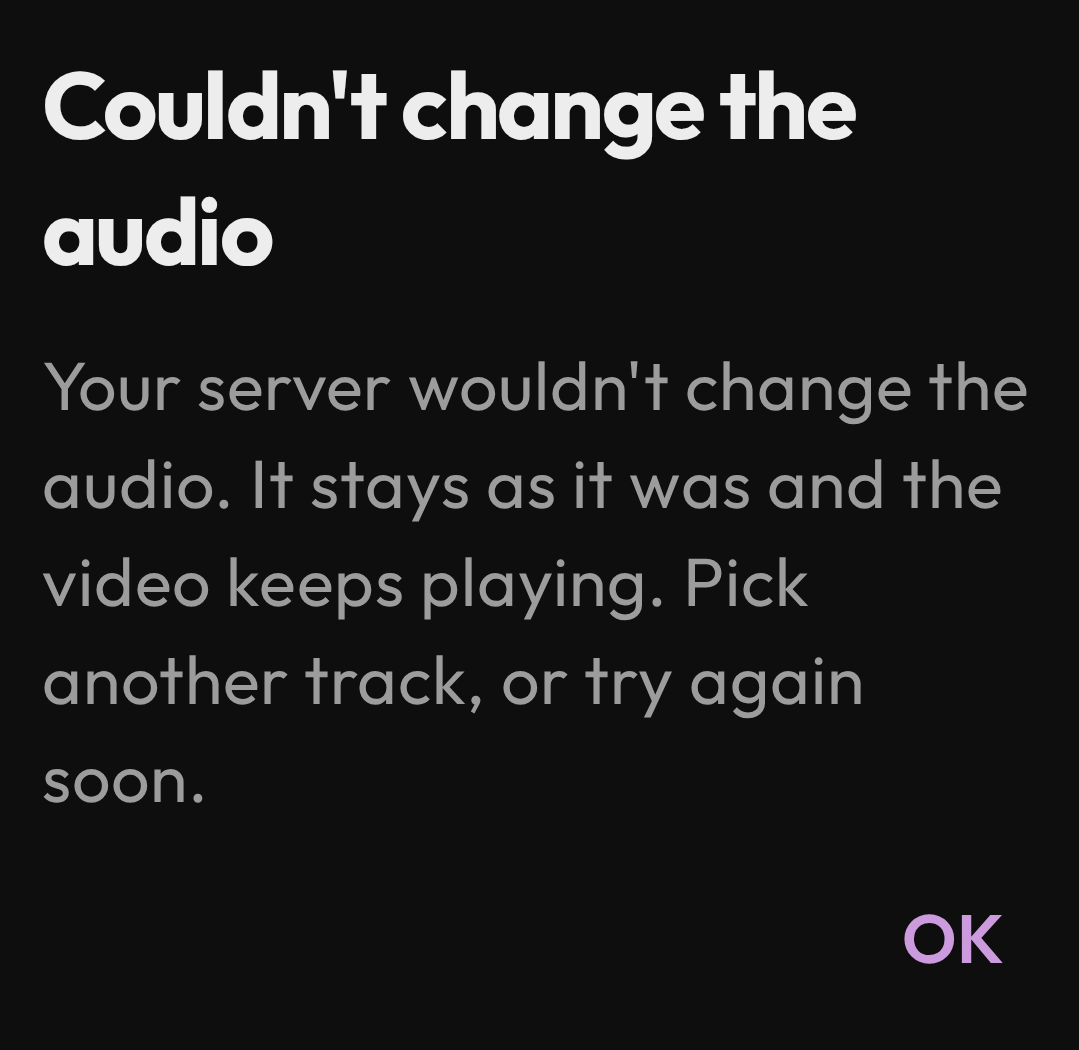 Couldn't change the
audio
Your server wouldn't change the
audio. It stays as it was and the
video keeps playing. Pick
another track, or try again
soon.
OK